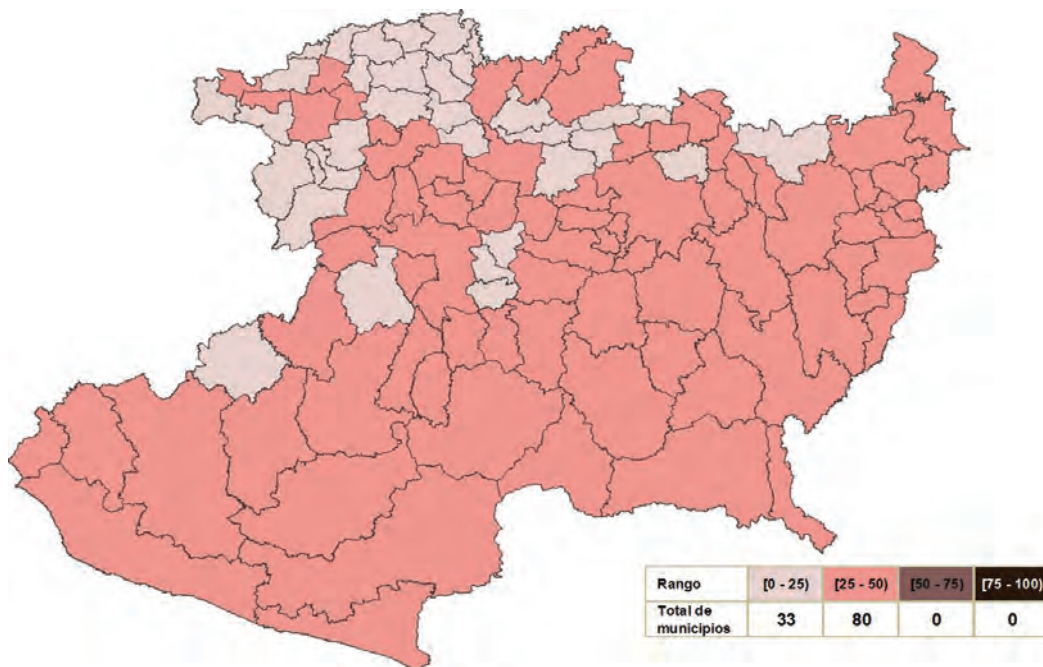 Rango [0 - 25) [25 - 50) [50 - 75) [75 - 100)
Total de
municipios 33 80 0 0